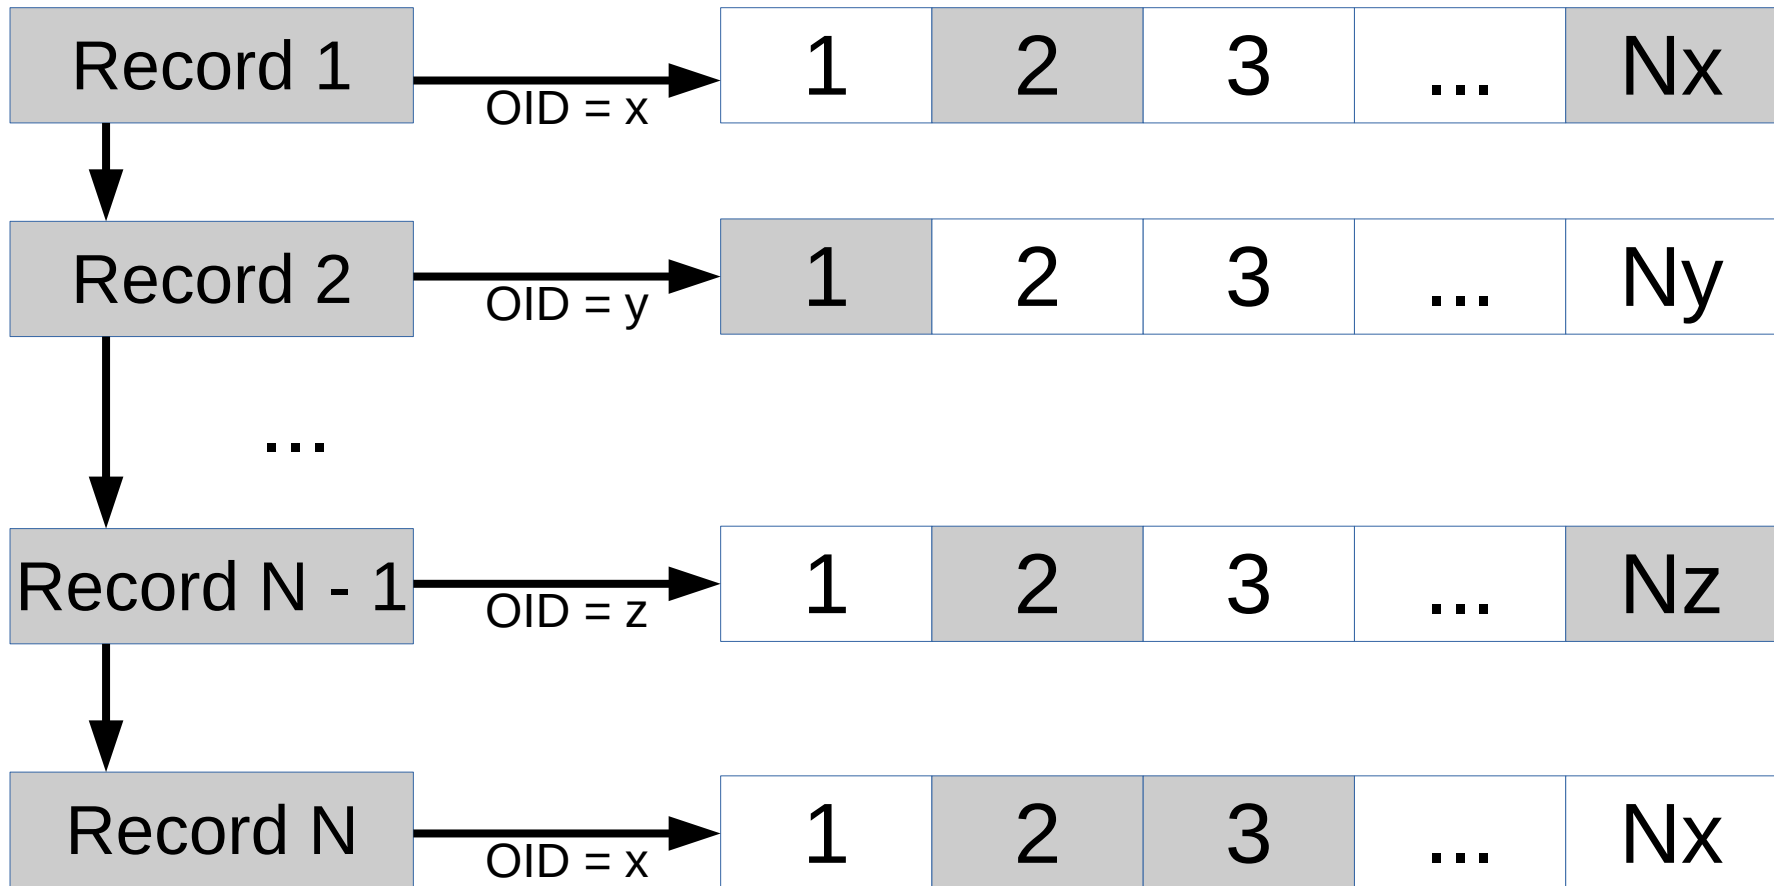 Record 1
OID = x
1 2 3 ... Nx
Record 2
OID = y
1 2 3 ... Ny
...
Record N - 1
OID = z
1 2 3 ... Nz
Record N
OID = x
1 2 3 ... Nx